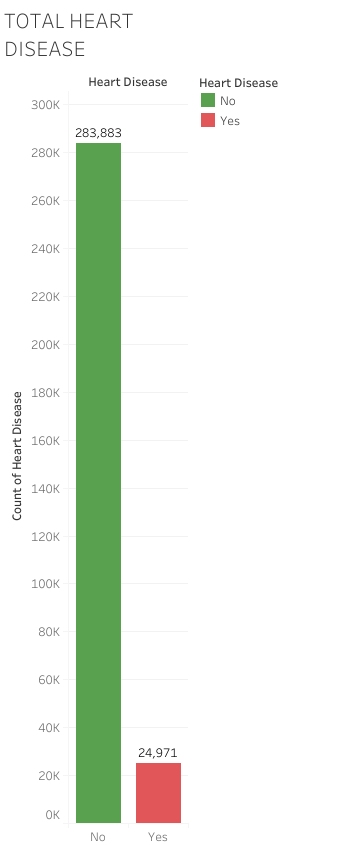 TOTAL HEART
DISEASE
Heart Disease
Heart Disease
No
Yes
300K
283,883
280K
260K
240K
220K
200K
180K
160K
140K
120K
100K
80K
60K
40K
24,971
20K
0K
Count of Heart Disease
No
Yes